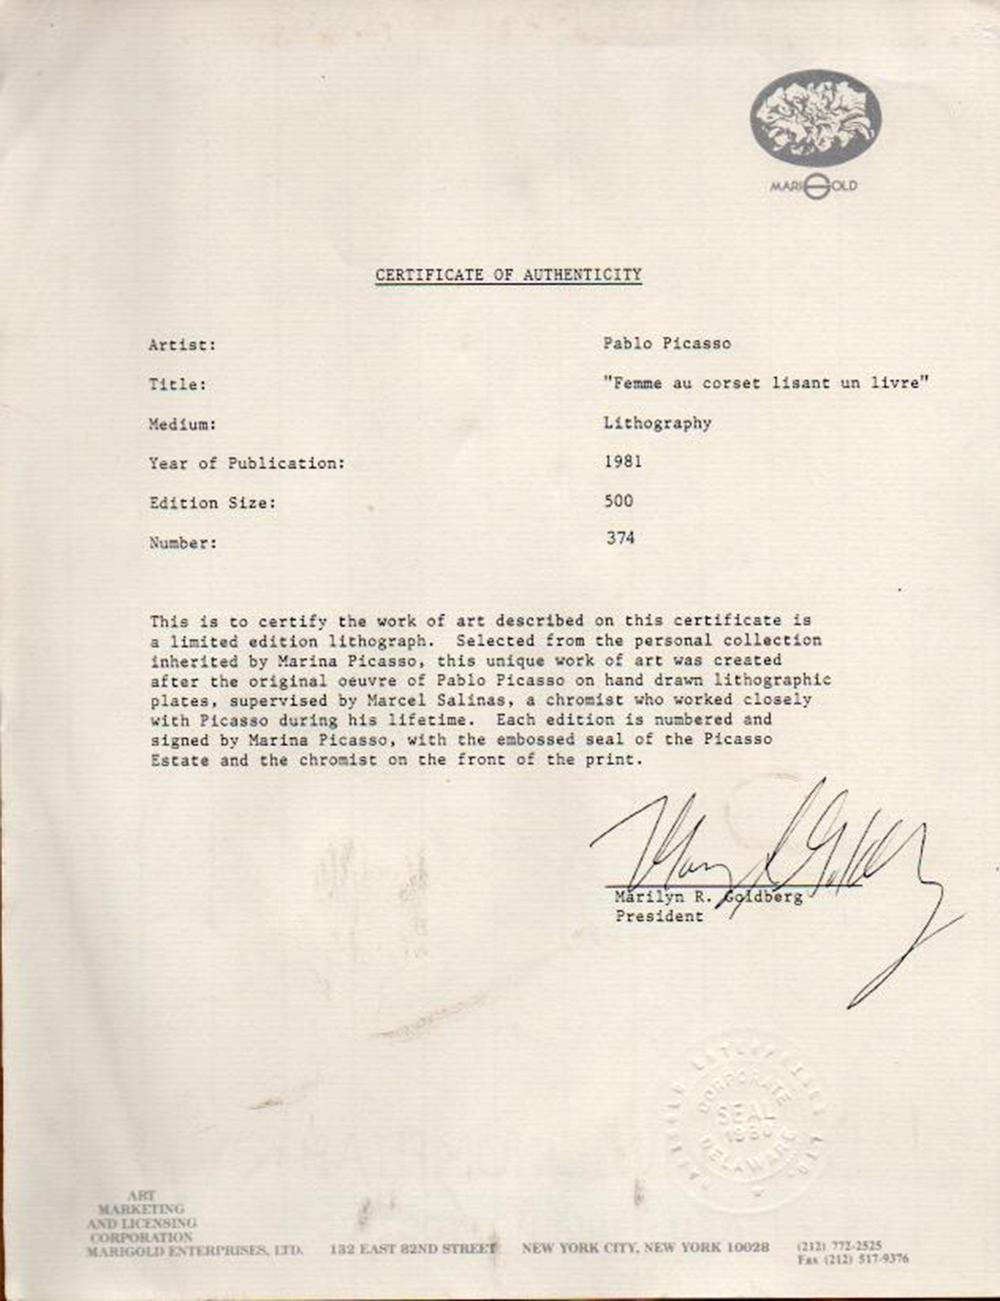 MARIGOLD
CERTIFICATE OF AUTHENTICITY
Artist: Pablo Picasso
Title: "Femme au corset lisant un livre"
Medium: Lithography
Year of Publication: 1981
Edition Size: 500
Number: 374
This is to certify the work of art described on this certificate is
a limited edition lithograph. Selected from the personal collection
inherited by Marina Picasso, this unique work of art was created
after the original oeuvre of Pablo Picasso on hand drawn lithographic
plates, supervised by Marcel Salinas, a chromist who worked closely
with Picasso during his lifetime. Each edition is numbered and
signed by Marina Picasso, with the embossed seal of the Picasso
Estate and the chromist on the front of the print.
Marilyn R. Goldberg
President
CORPORATE
SEAL
1980
DELAWARE
ART
MARKETING
AND LICENSING
CORPORATION
MARIGOLD ENTERPRISES, LTD. 132 EAST 82ND STREET NEW YORK CITY, NEW YORK 10028 (212) 772-2525
Fax (212) 517-9376